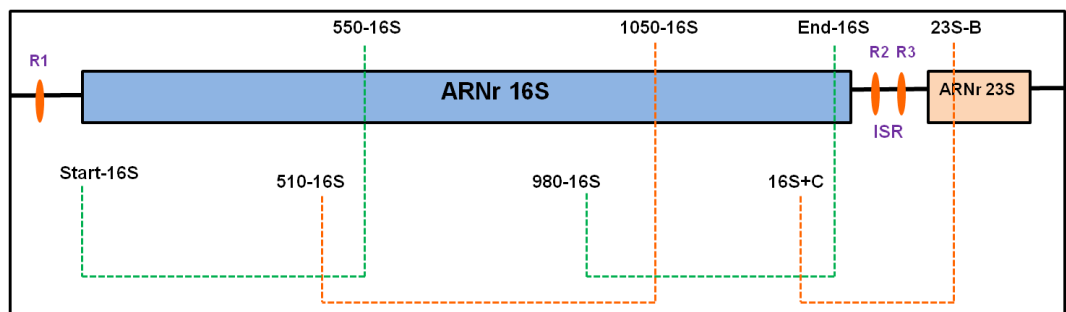 550-16S 1050-16S End-16S 23S-B
R1 R2 R3
ARNr 16S ARNr 23S
ISR
Start-16S 510-16S 980-16S 16S+C